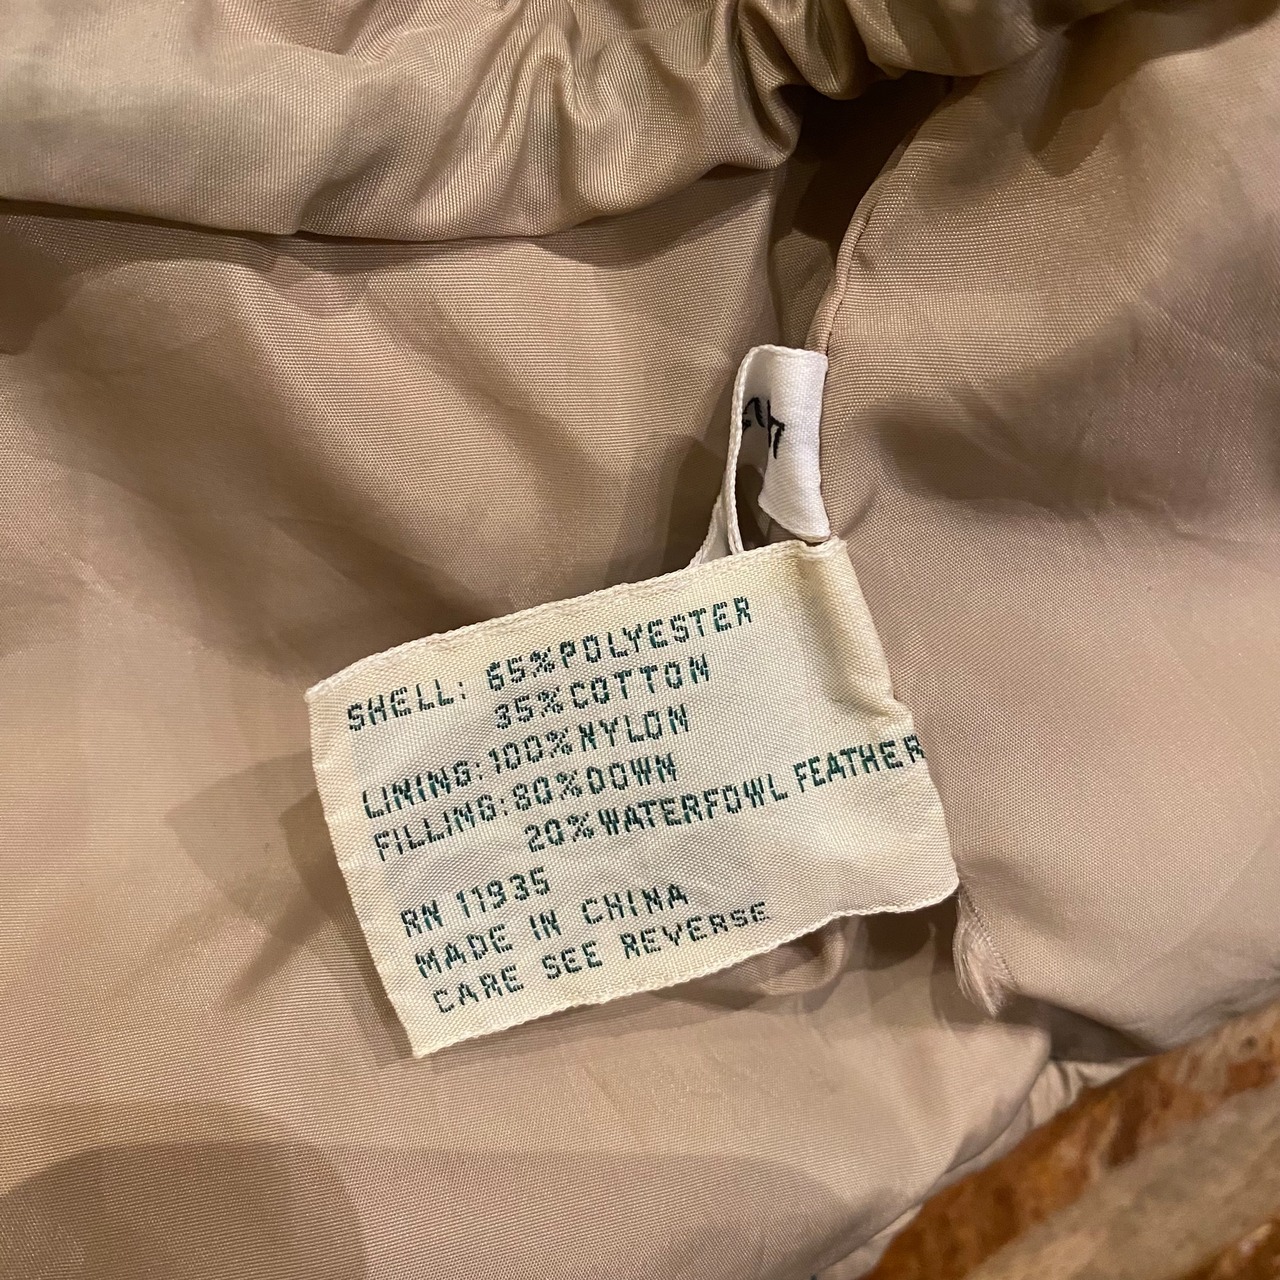 SHELL: 65%POLYESTER
35%COTTON
LINING:100%NYLON
FILLING:80%DOWN
20%WATERFOWL FEATHER
RN 11935
MADE IN CHINA
CARE SEE REVERSE